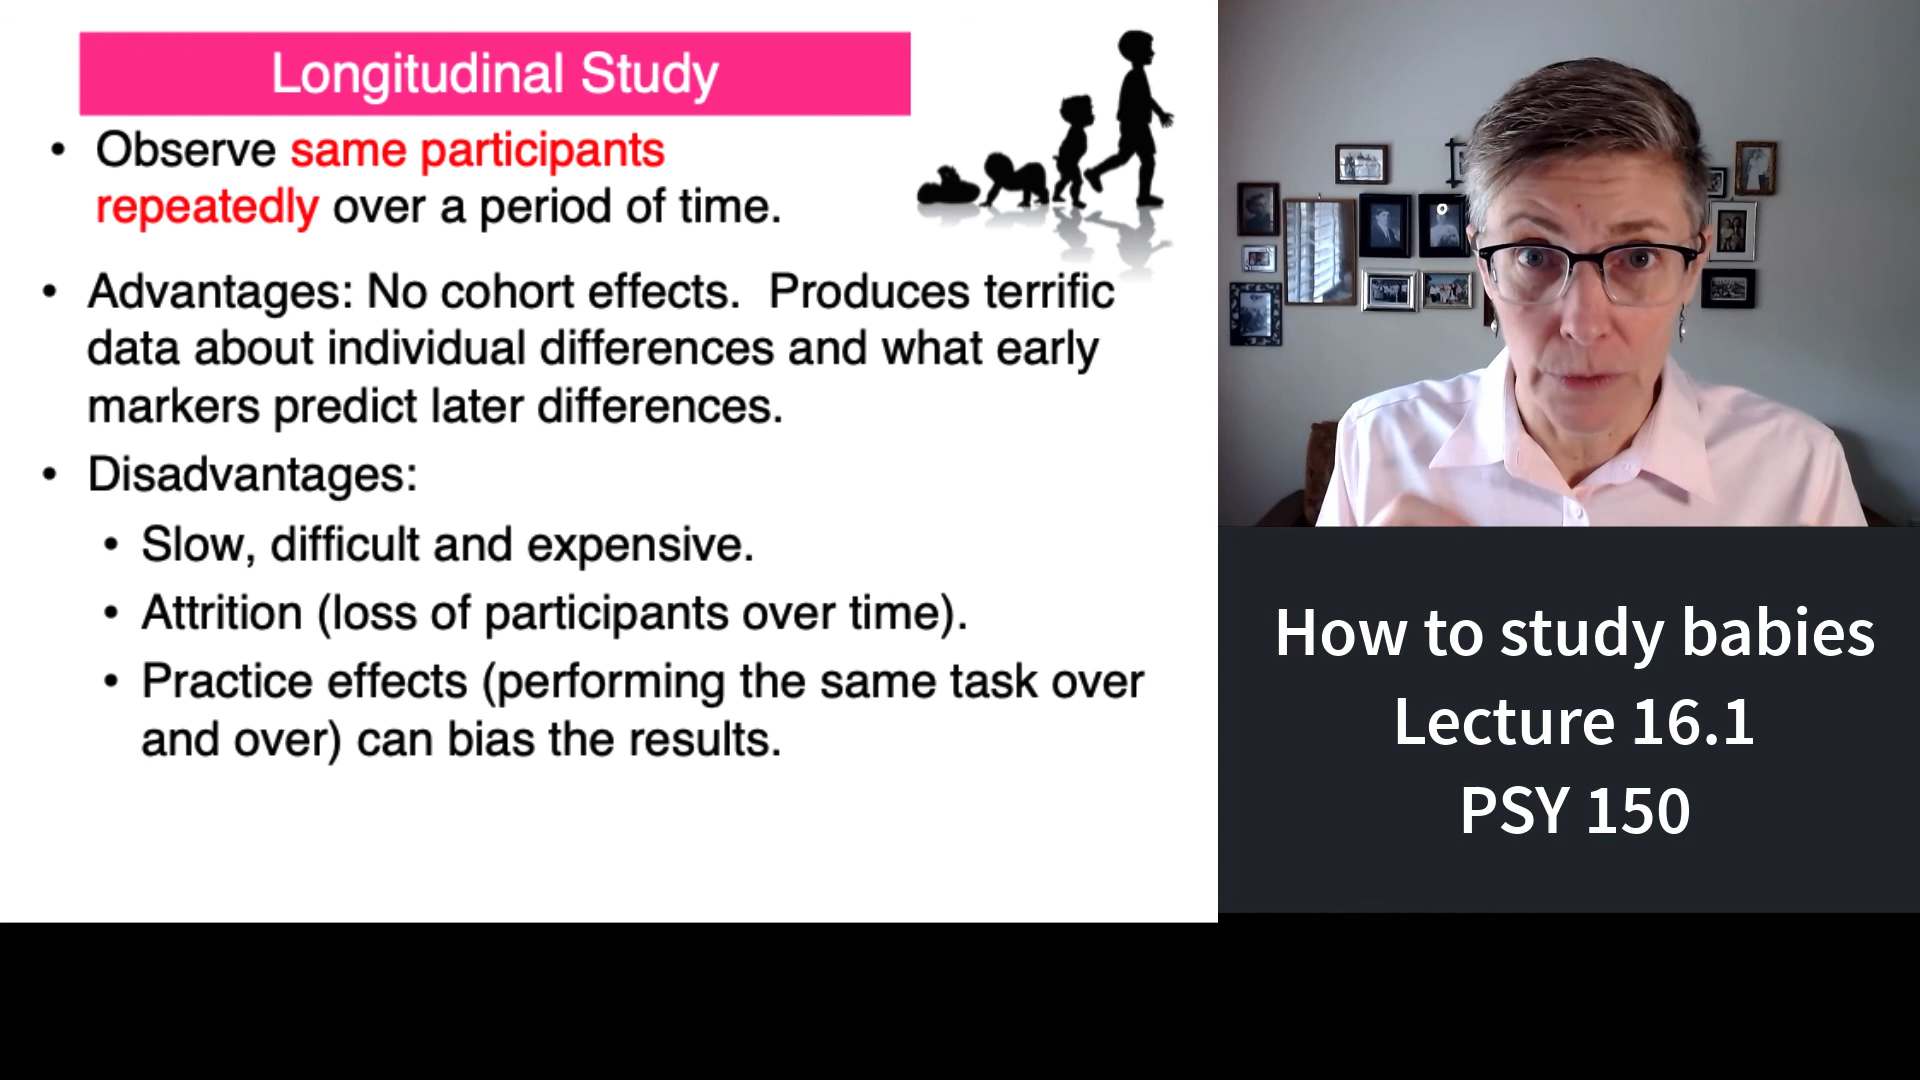 Longitudinal Study
• Observe same participants
repeatedly over a period of time.
• Advantages: No cohort effects. Produces terrific
data about individual differences and what early
markers predict later differences.
• Disadvantages:
• Slow, difficult and expensive.
• Attrition (loss of participants over time).
• Practice effects (performing the same task over
and over) can bias the results.
How to study babies
Lecture 16.1
PSY 150